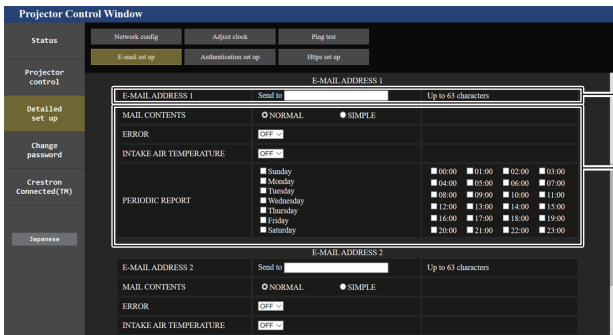 Projector Control Window
Status
Projector control
Detailed set up
Change password
Crestron Connected(TM)
Japanese
Network config Adjust clock Ping test
E-mail set up Authentication set up Https set up
E-MAIL ADDRESS 1
E-MAIL ADDRESS 1 Send to Up to 63 characters
MAIL CONTENTS NORMAL SIMPLE
ERROR OFF
INTAKE AIR TEMPERATURE OFF
PERIODIC REPORT
Sunday
Monday
Tuesday
Wednesday
Thursday
Friday
Saturday
00:00 01:00 02:00 03:00
04:00 05:00 06:00 07:00
08:00 09:00 10:00 11:00
12:00 13:00 14:00 15:00
16:00 17:00 18:00 19:00
20:00 21:00 22:00 23:00
E-MAIL ADDRESS 2
E-MAIL ADDRESS 2 Send to Up to 63 characters
MAIL CONTENTS NORMAL SIMPLE
ERROR OFF
INTAKE AIR TEMPERATURE OFF